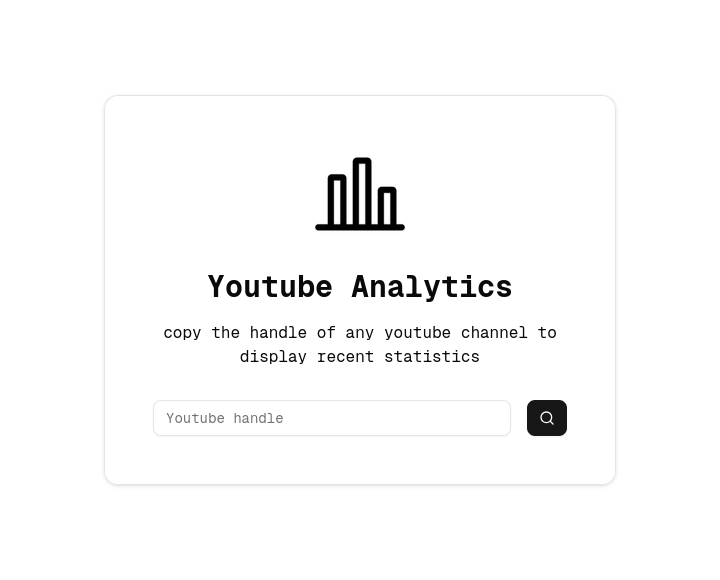 Youtube Analytics
copy the handle of any youtube channel to
display recent statistics
Youtube handle